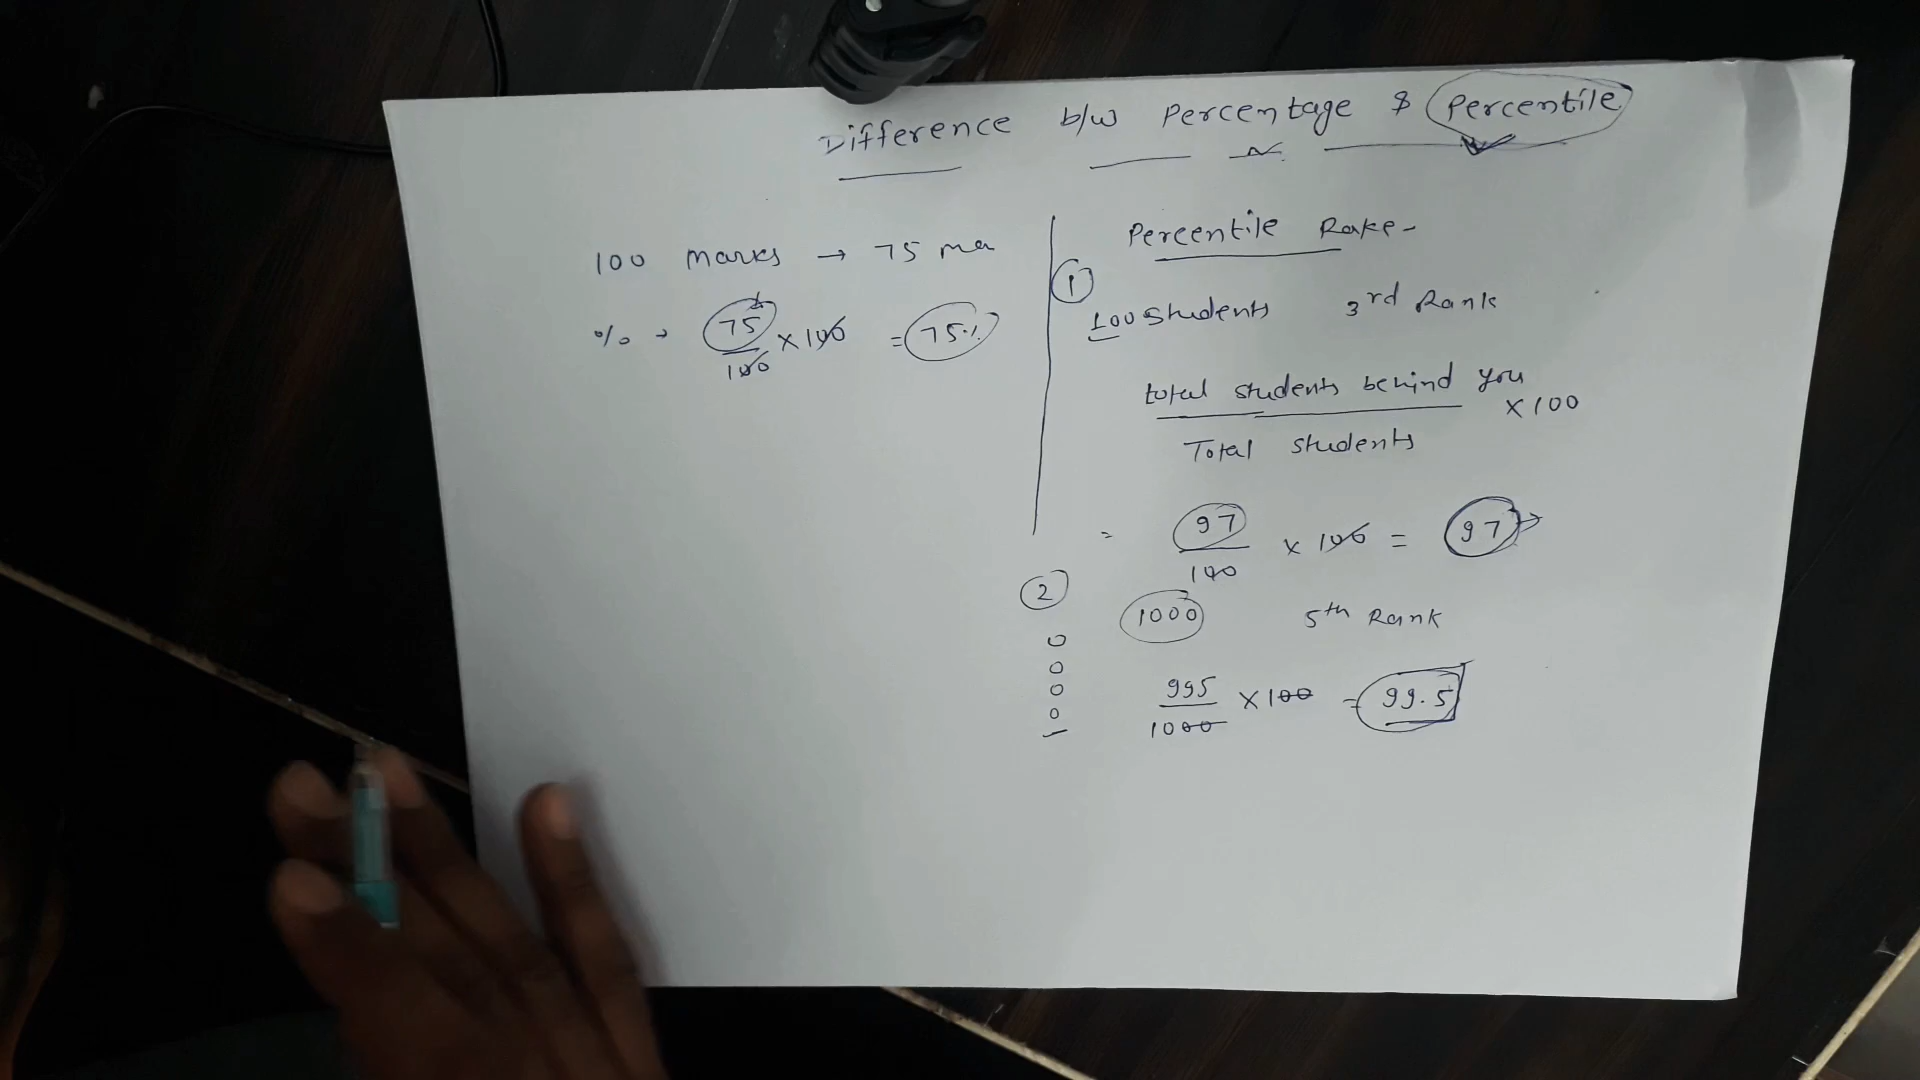 Difference b/w Percentage & Percentile
100 marks → 75 ma
% → 75/100 × 100 = 75%
Percentile Rake-
① 100 students 3rd Rank
total students behind you / Total students × 100
= 97/100 × 100 = 97
② 1000 5th Rank
995/1000 × 100 = 99.5